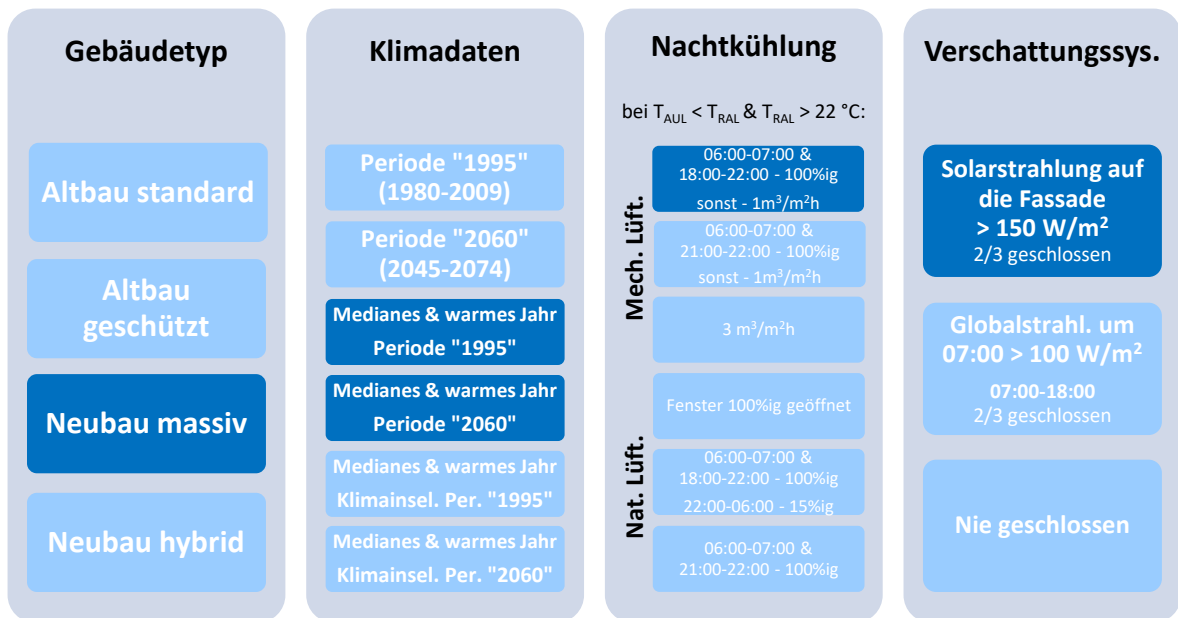 Gebäudetyp
Altbau standard
Altbau
geschützt
Neubau massiv
Neubau hybrid
Klimadaten
Periode "1995"
(1980-2009)
Periode "2060"
(2045-2074)
Medianes & warmes Jahr
Periode "1995"
Medianes & warmes Jahr
Periode "2060"
Medianes & warmes Jahr
Klimainsel. Per. "1995"
Medianes & warmes Jahr
Klimainsel. Per. "2060"
Nachtkühlung
bei T_AUL < T_RAL & T_RAL > 22 °C:
Mech. Lüft.
06:00-07:00 &
18:00-22:00 - 100%ig
sonst - 1m³/m²h
06:00-07:00 &
21:00-22:00 - 100%ig
sonst - 1m³/m²h
3 m³/m²h
Nat. Lüft.
Fenster 100%ig geöffnet
06:00-07:00 &
18:00-22:00 - 100%ig
22:00-06:00 - 15%ig
06:00-07:00 &
21:00-22:00 - 100%ig
Verschattungssys.
Solarstrahlung auf
die Fassade
> 150 W/m²
2/3 geschlossen
Globalstrahl. um
07:00 > 100 W/m²
07:00-18:00
2/3 geschlossen
Nie geschlossen